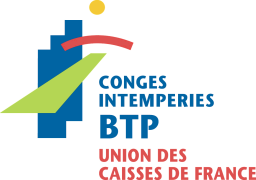 CONGES
INTEMPERIES
BTP
UNION DES
CAISSES DE FRANCE